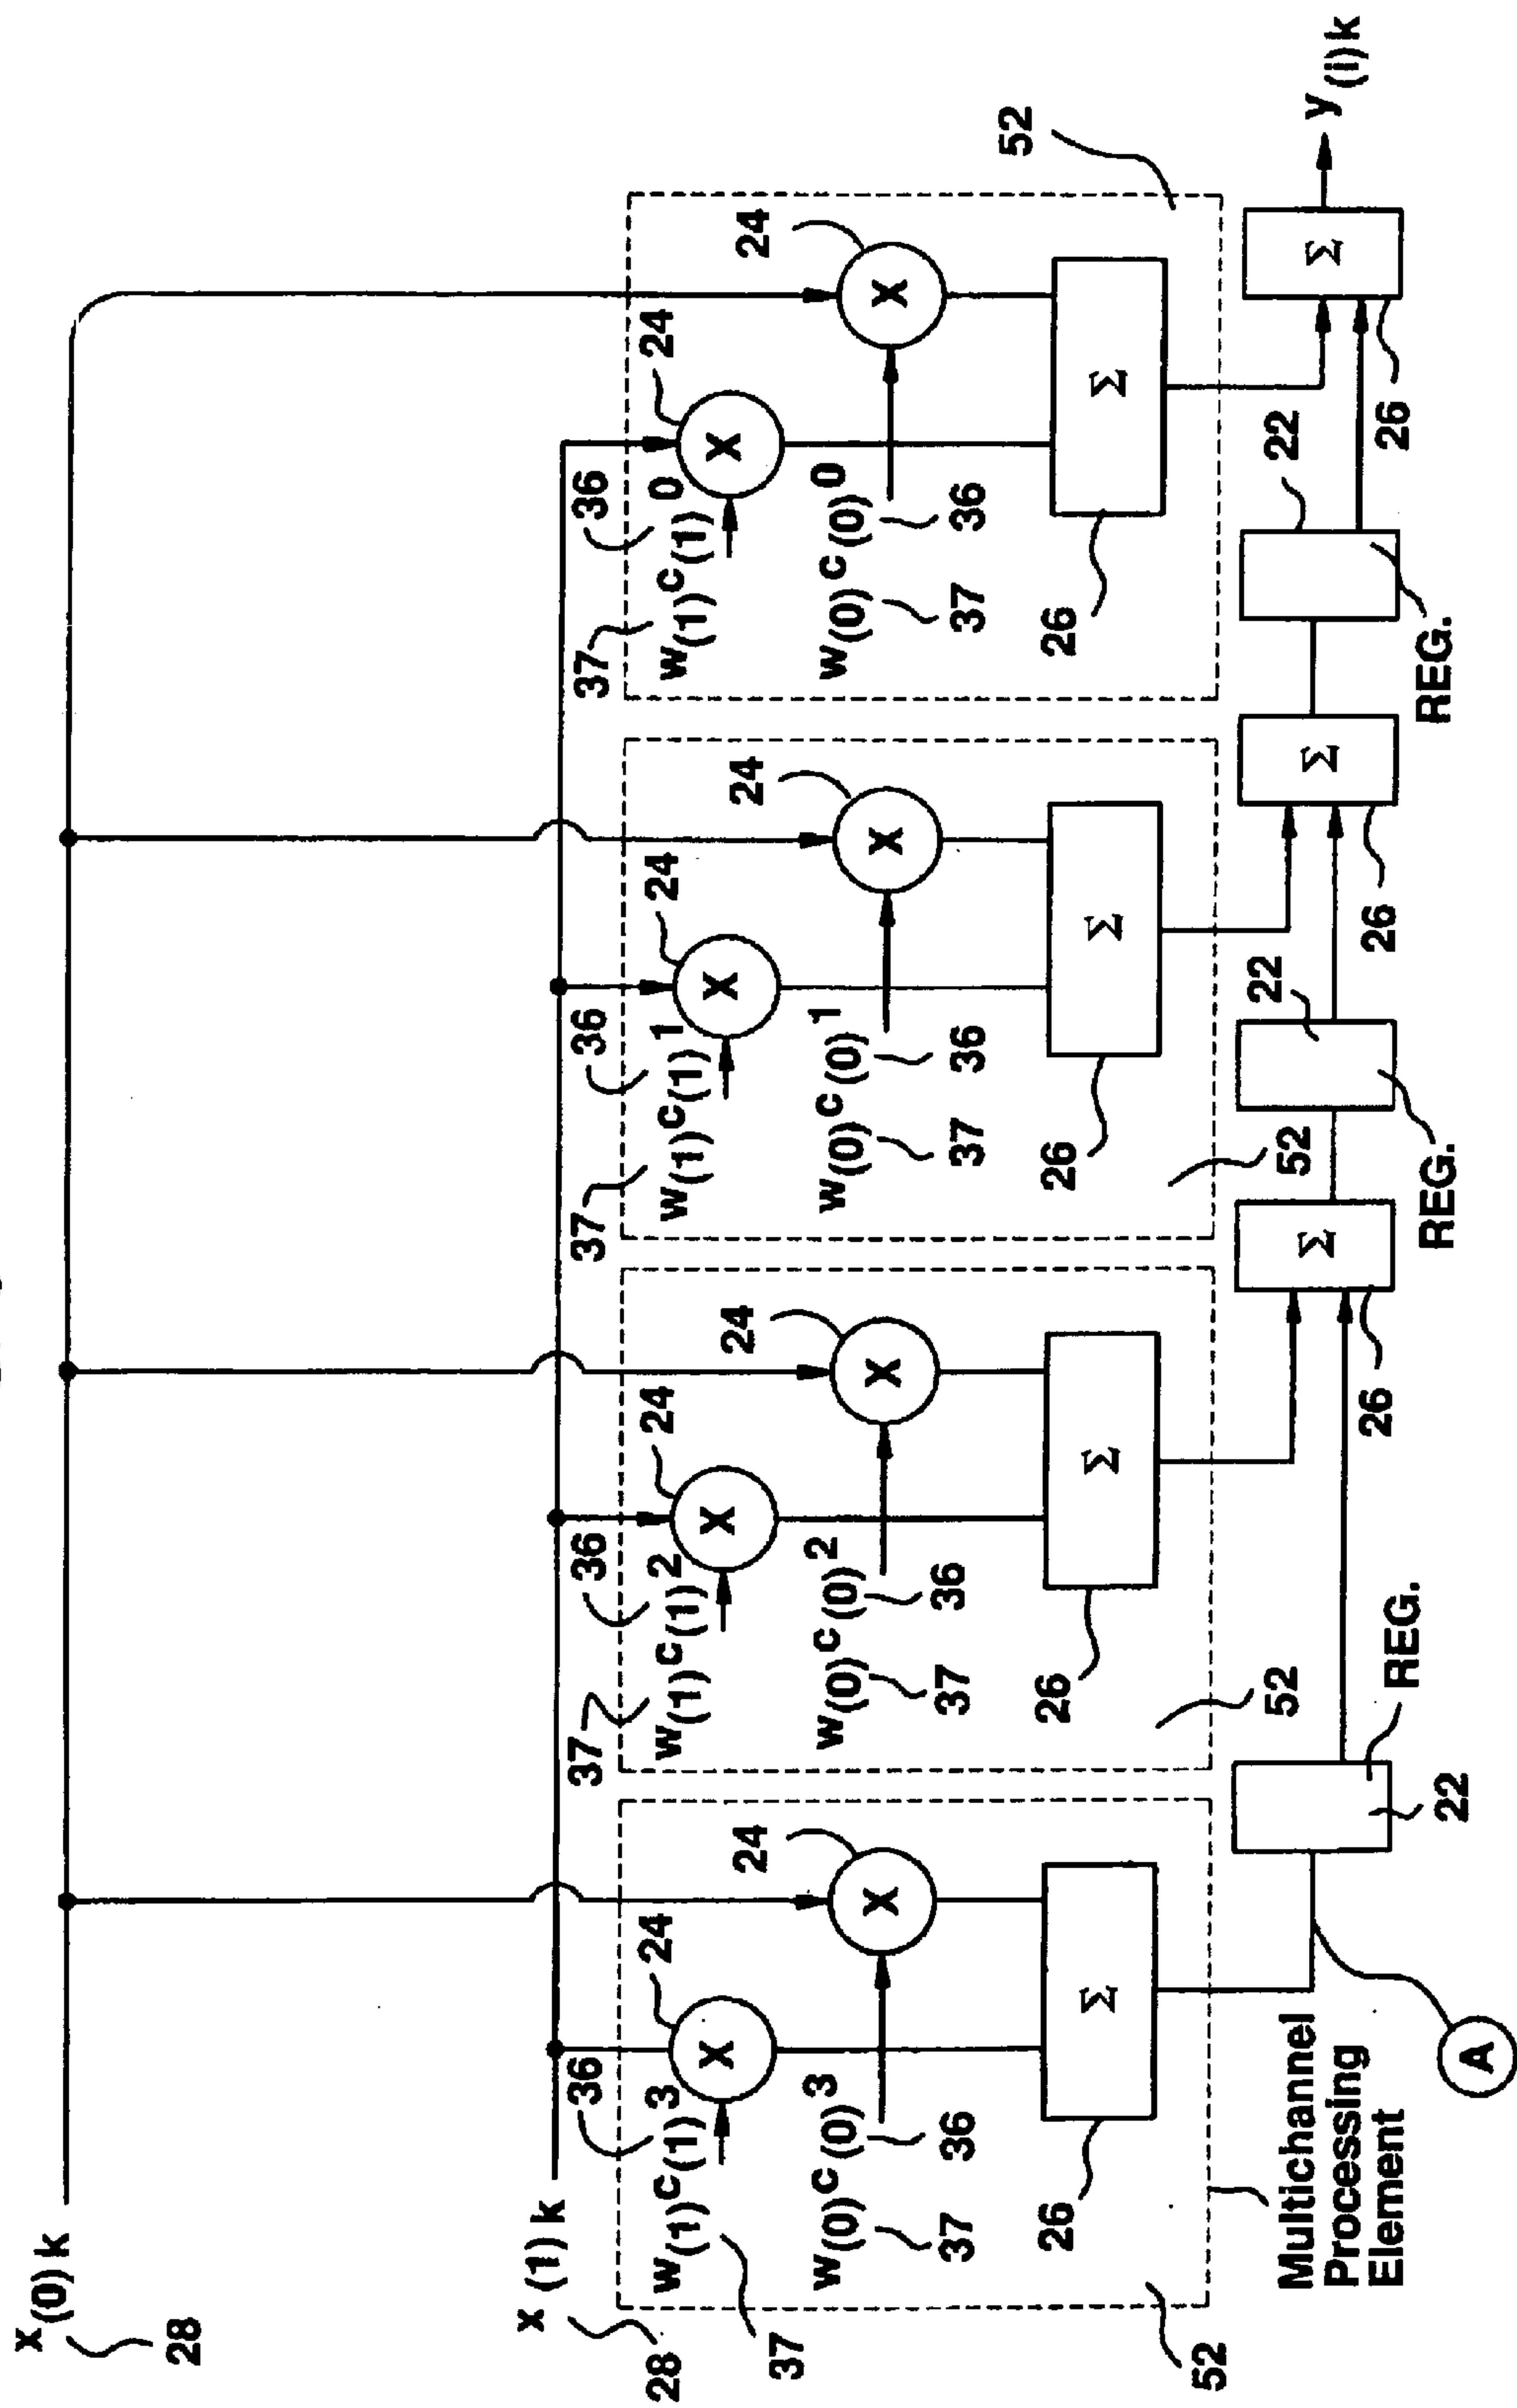 x(0)k
28
x(1)k
28
37
w(1)c(1)3
36
24
24
w(0)c(0)3
37
36
X
X
Σ
26
52
Multichannel
Processing
Element
37
w(1)c(1)2
36
24
24
w(0)c(0)2
37
36
X
X
Σ
26
52
37
w(1)c(1)1
36
24
24
w(0)c(0)1
37
36
X
X
Σ
26
52
37
w(1)c(1)0
36
24
24
w(0)c(0)0
37
36
X
X
Σ
26
52
A
22
REG.
Σ
26
22
REG.
Σ
26
22
REG.
Σ
26
y(i)k